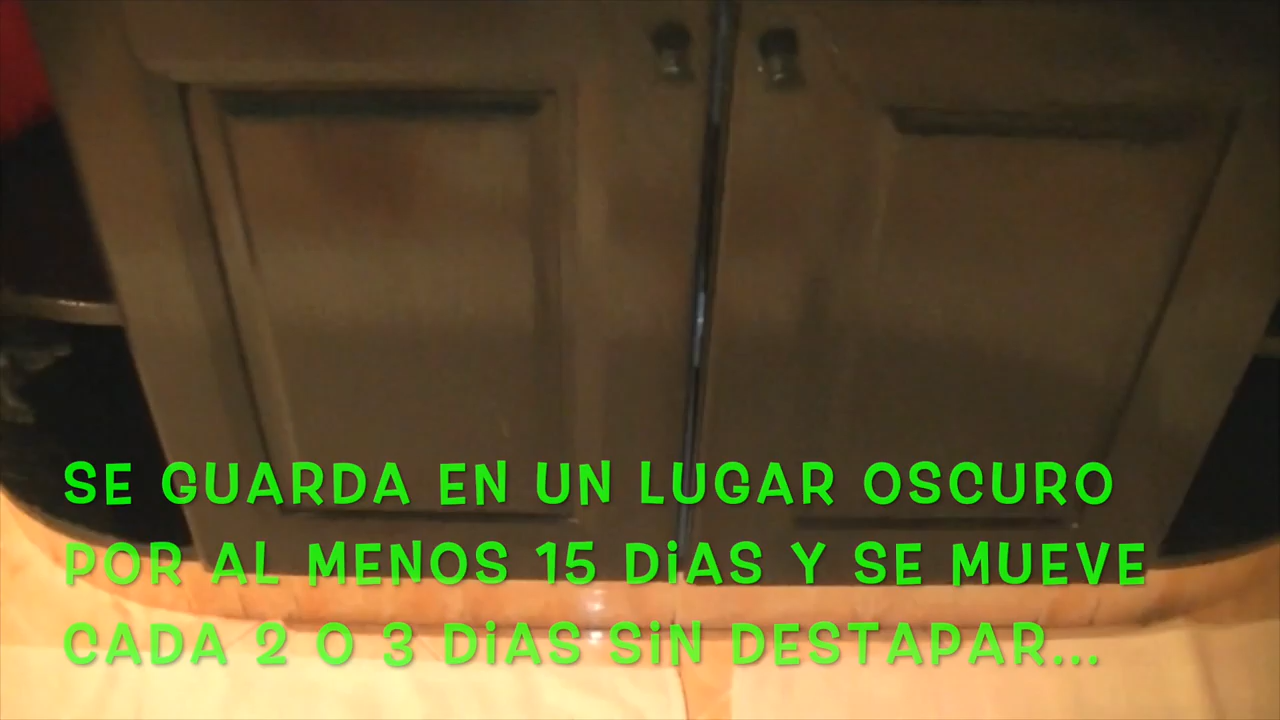 SE GUARDA EN UN LUGAR OSCURO
POR AL MENOS 15 DiAS Y SE MUEVE
CADA 2 O 3 DiAS SiN DESTAPAR...